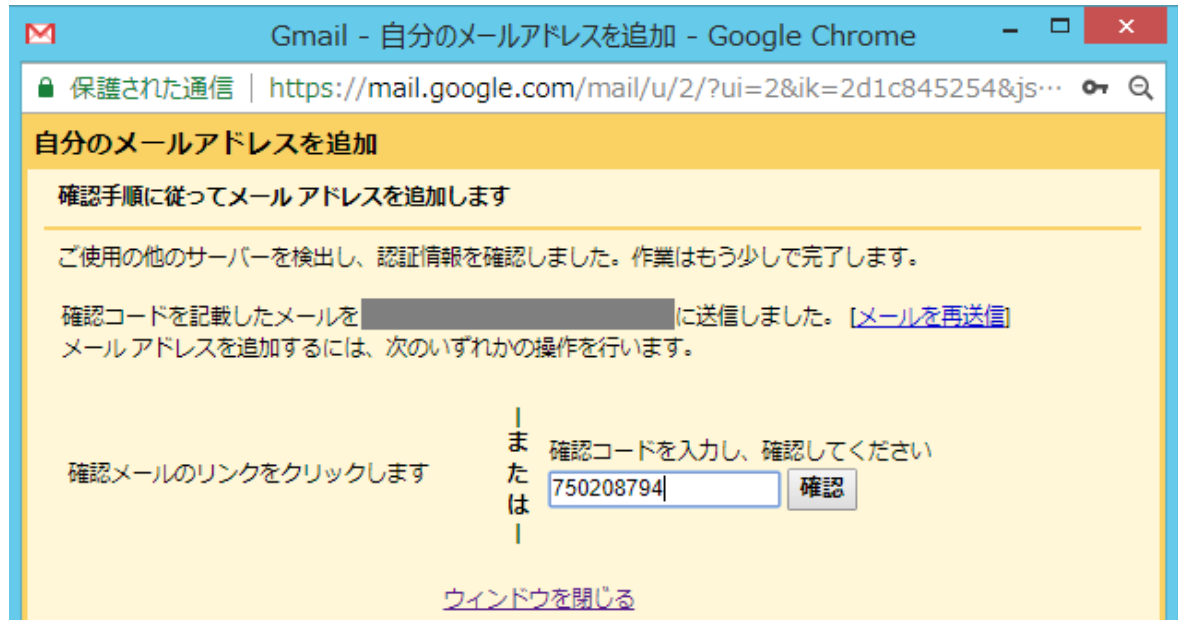 Gmail - 自分のメールアドレスを追加 - Google Chrome
保護された通信 | https://mail.google.com/mail/u/2/?ui=2&ik=2d1c845254&js…
自分のメールアドレスを追加
確認手順に従ってメール アドレスを追加します
ご使用の他のサーバーを検出し、認証情報を確認しました。作業はもう少しで完了します。
確認コードを記載したメールを に送信しました。 [メールを再送信]
メール アドレスを追加するには、次のいずれかの操作を行います。
確認メールのリンクをクリックします
または
確認コードを入力し、確認してください
750208794 確認
ウィンドウを閉じる